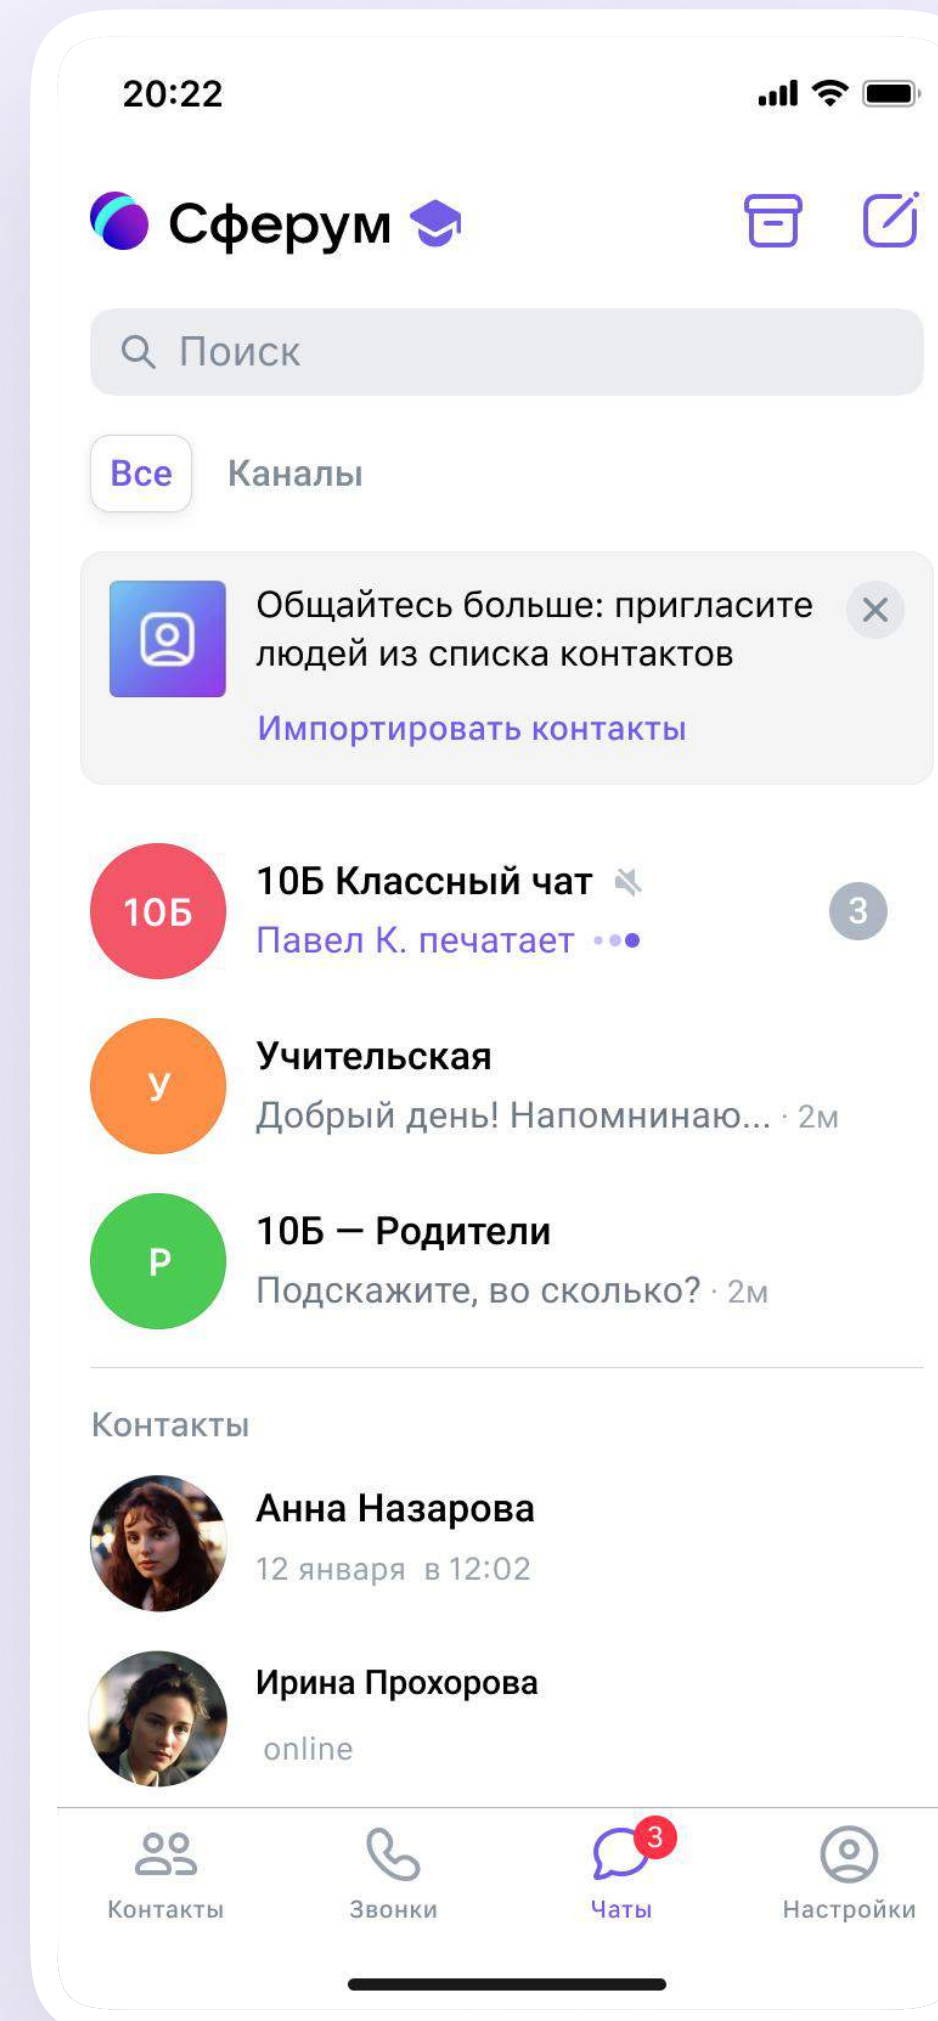 20:22
Сферум
Поиск
Все Каналы
Общайтесь больше: пригласите
людей из списка контактов
Импортировать контакты
10Б 10Б Классный чат 3
Павел К. печатает
У Учительская
Добрый день! Напомнинаю... · 2м
Р 10Б — Родители
Подскажите, во сколько? · 2м
Контакты
Анна Назарова
12 января в 12:02
Ирина Прохорова
online
3
Контакты Звонки Чаты Настройки